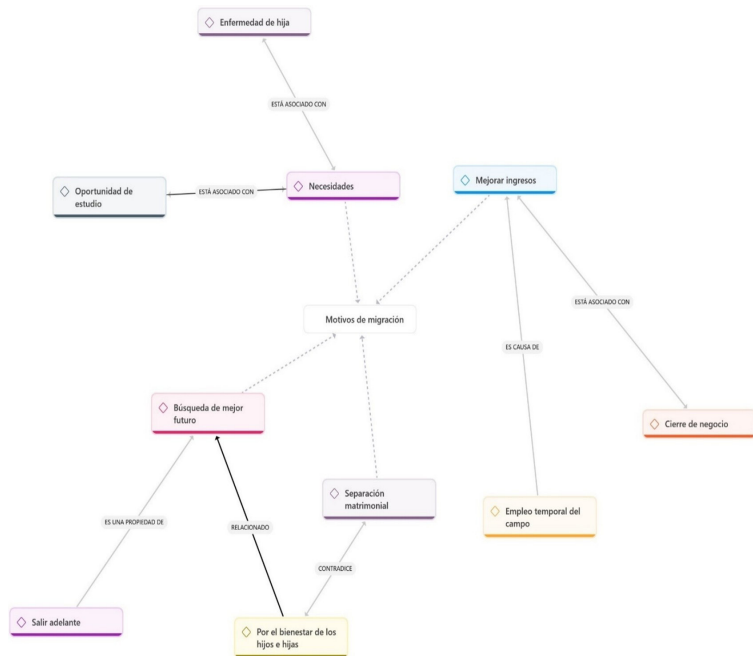 Enfermedad de hija
ESTÁ ASOCIADO CON
Oportunidad de
estudio
ESTÁ ASOCIADO CON
Necesidades
Mejorar ingresos
ESTÁ ASOCIADO CON
Motivos de migración
ES CAUSA DE
Búsqueda de mejor
futuro
Cierre de negocio
Separación
matrimonial
Empleo temporal del
campo
ES UNA PROPIEDAD DE
RELACIONADO
CONTRADICE
Salir adelante
Por el bienestar de los
hijos e hijas